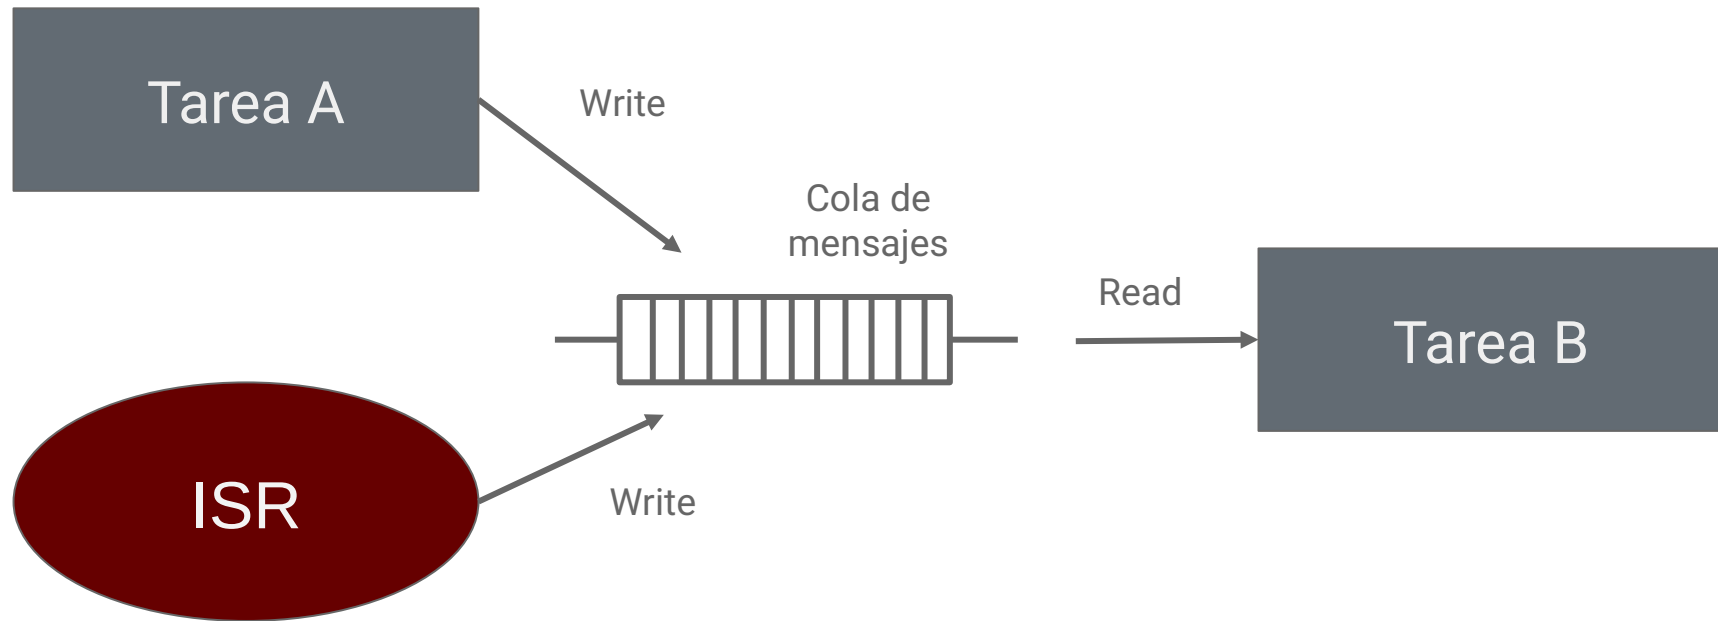 Tarea A
Write
Cola de
mensajes
Read
Tarea B
ISR
Write